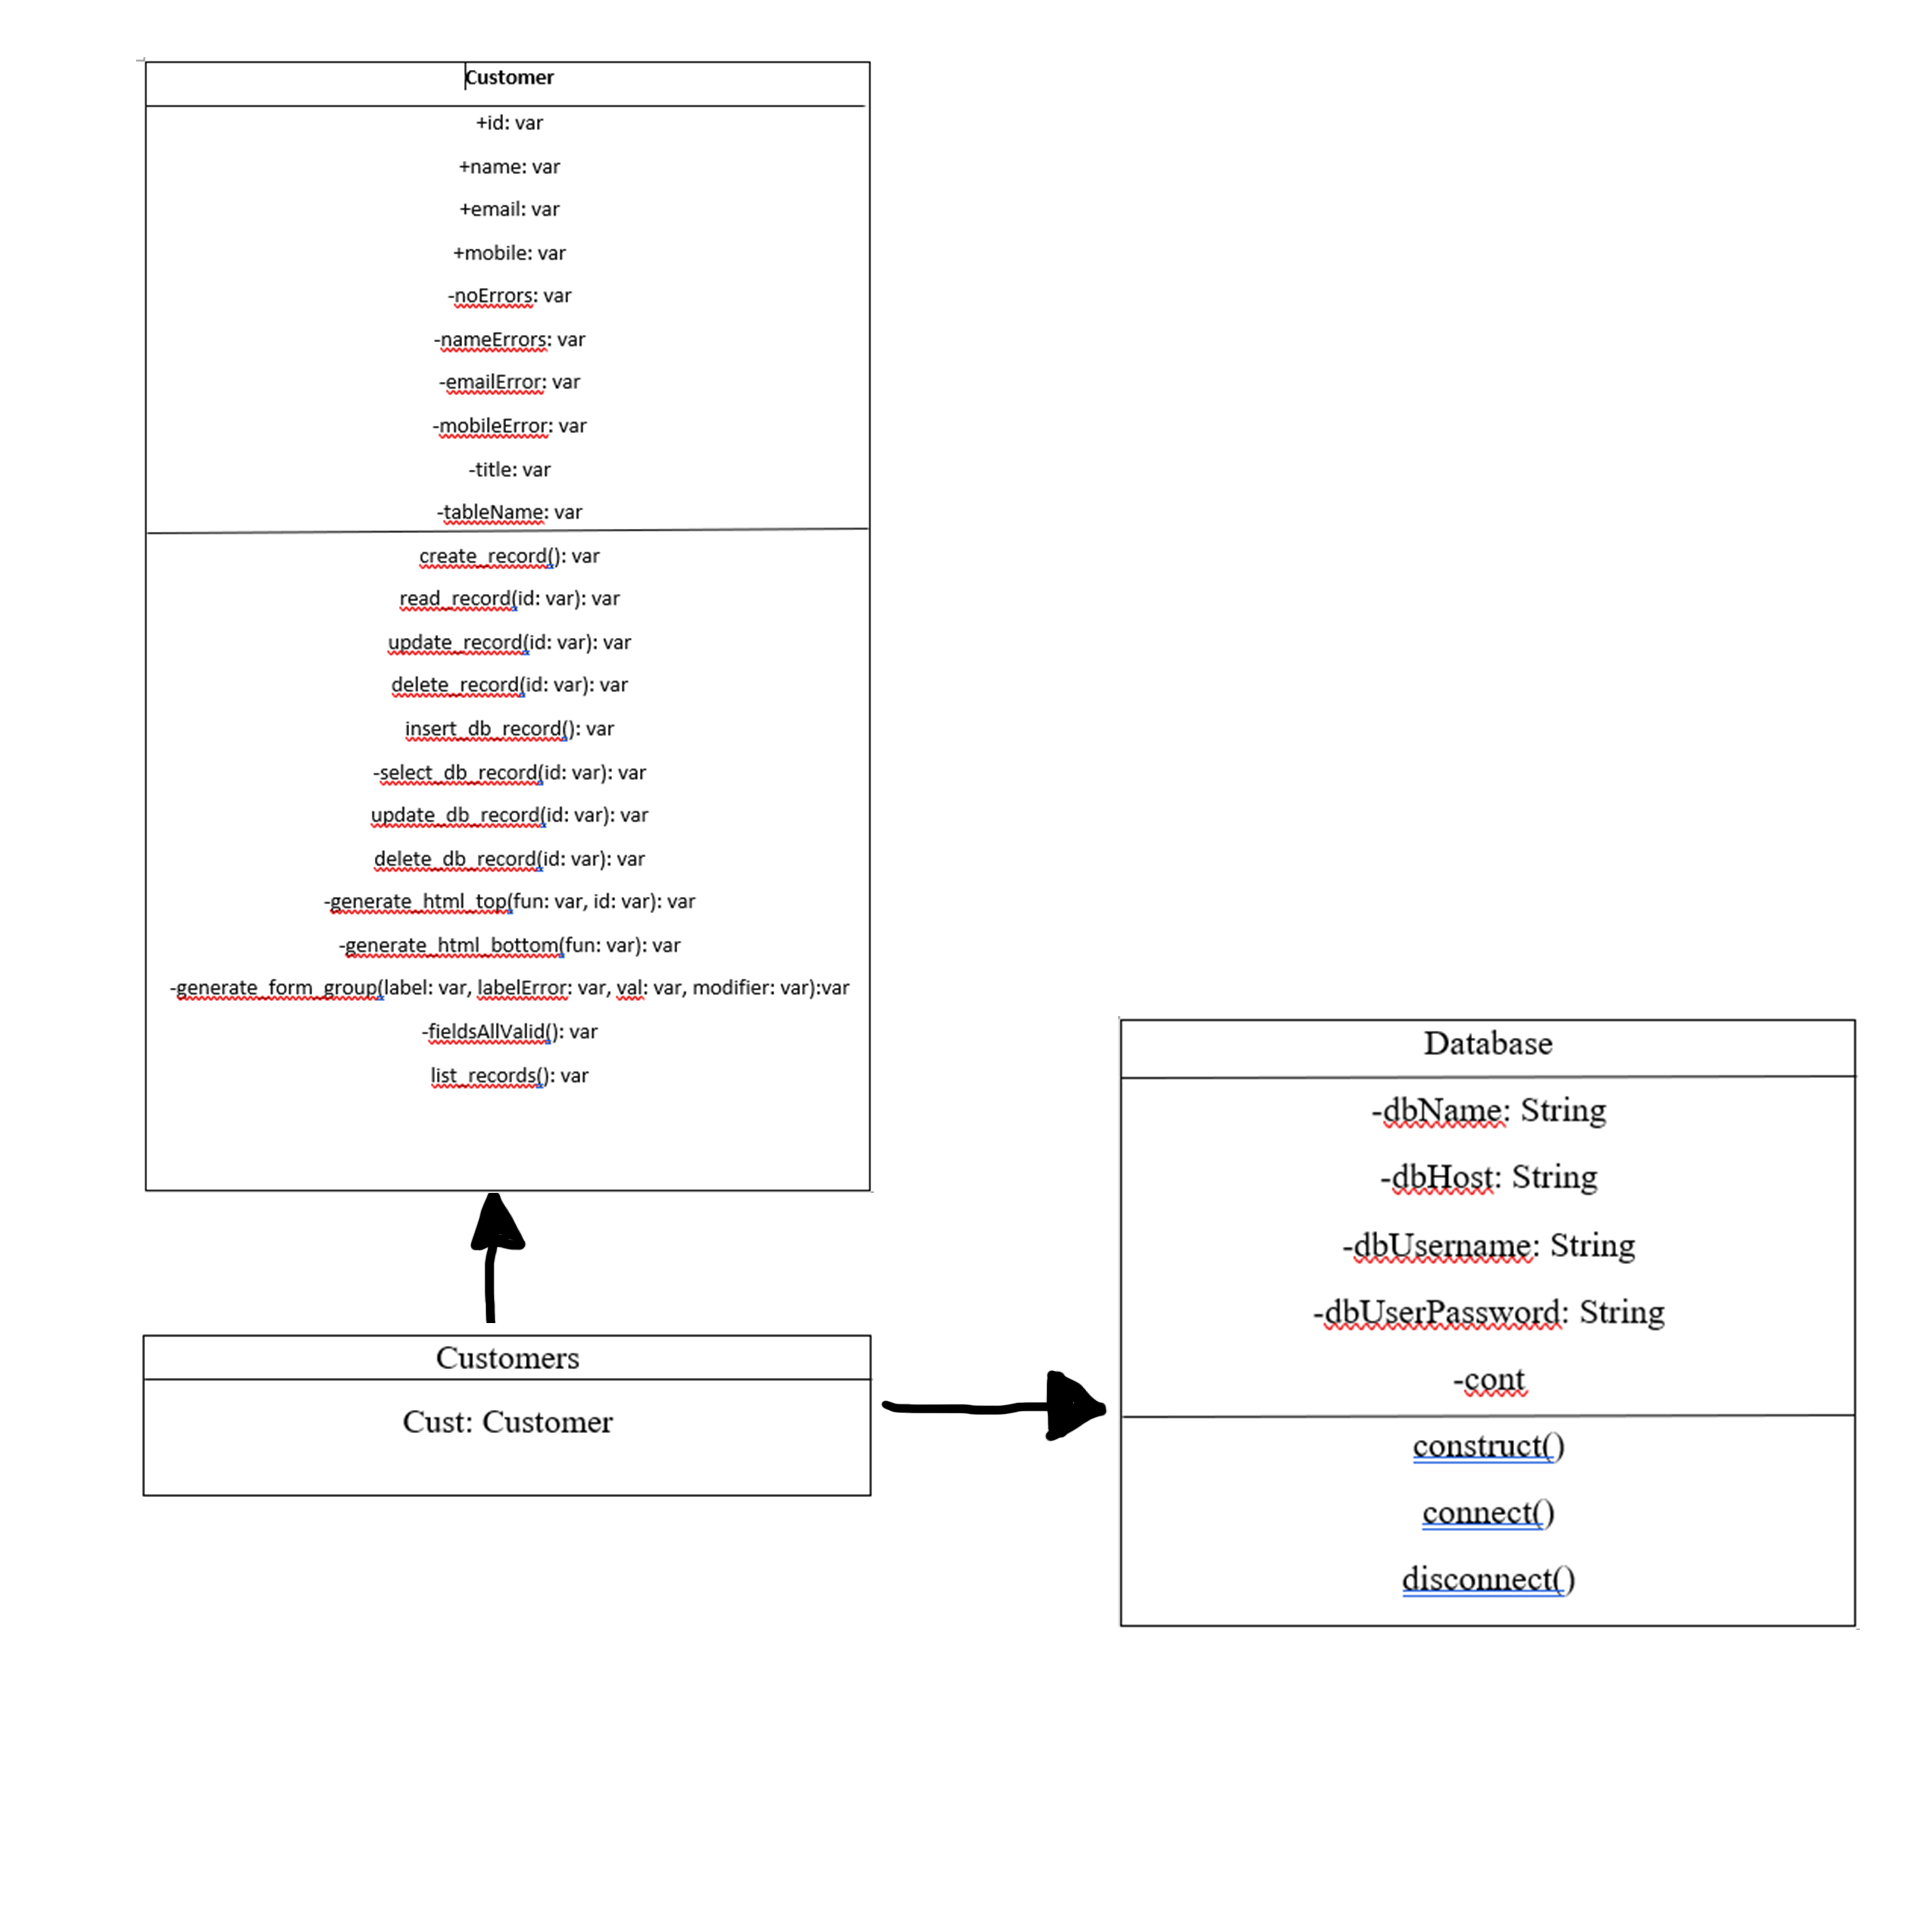 Customer
+id: var
+name: var
+email: var
+mobile: var
-noErrors: var
-nameErrors: var
-emailError: var
-mobileError: var
-title: var
-tableName: var
create_record(): var
read_record(id: var): var
update_record(id: var): var
delete_record(id: var): var
insert_db_record(): var
-select_db_record(id: var): var
update_db_record(id: var): var
delete_db_record(id: var): var
-generate_html_top(fun: var, id: var): var
-generate_html_bottom(fun: var): var
-generate_form_group(label: var, labelError: var, val: var, modifier: var):var
-fieldsAllValid(): var
list_records(): var
Customers
Cust: Customer
Database
-dbName: String
-dbHost: String
-dbUsername: String
-dbUserPassword: String
-cont
construct()
connect()
disconnect()